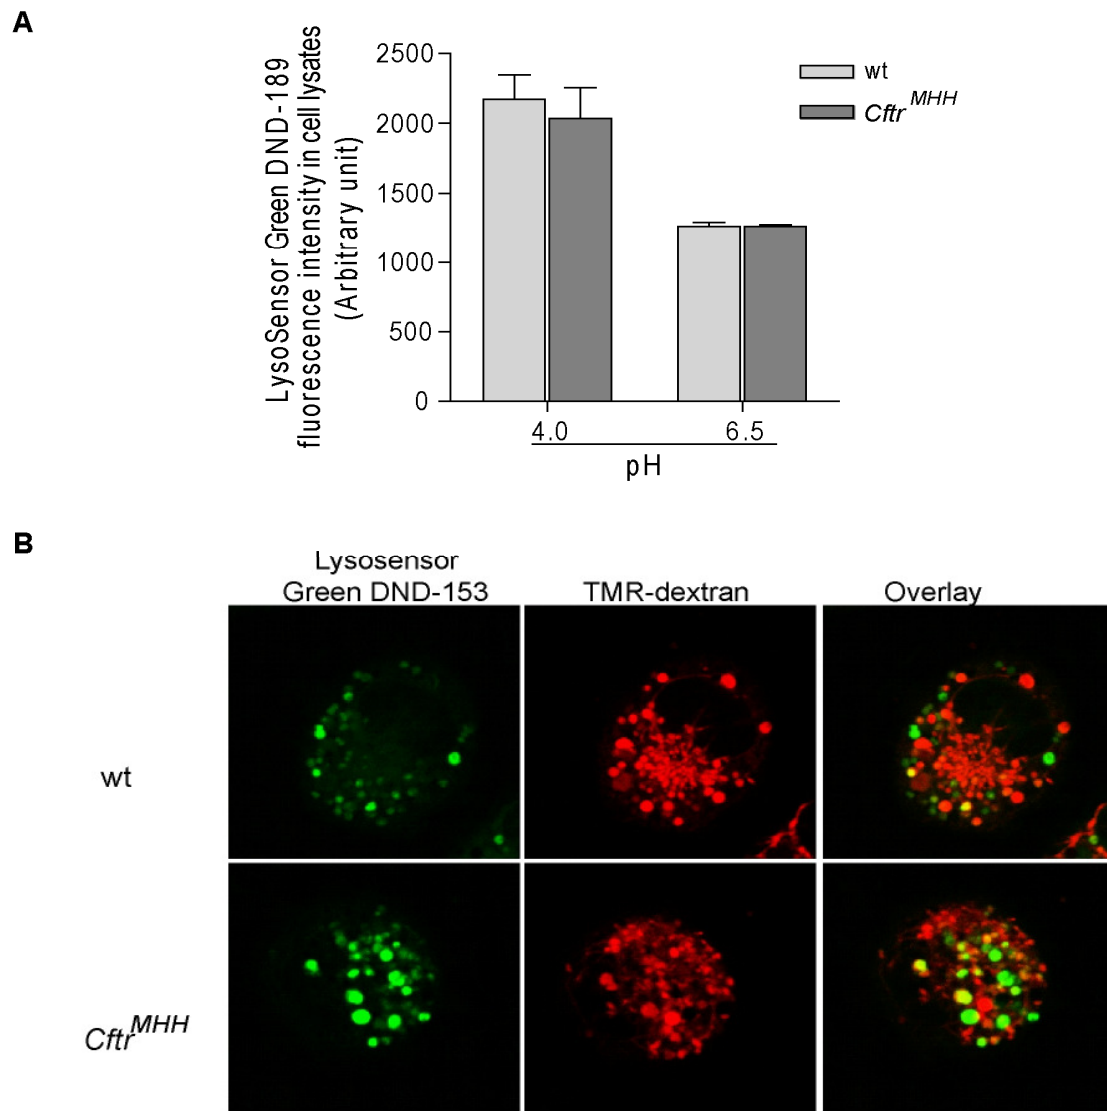 A
LysoSensor Green DND-189
fluorescence intensity in cell lysates
(Arbitrary unit)
2500
2000
1500
1000
500
0
4.0 6.5
pH
wt
Cftr MHH
B
Lysosensor
Green DND-153 TMR-dextran Overlay
wt
Cftr MHH